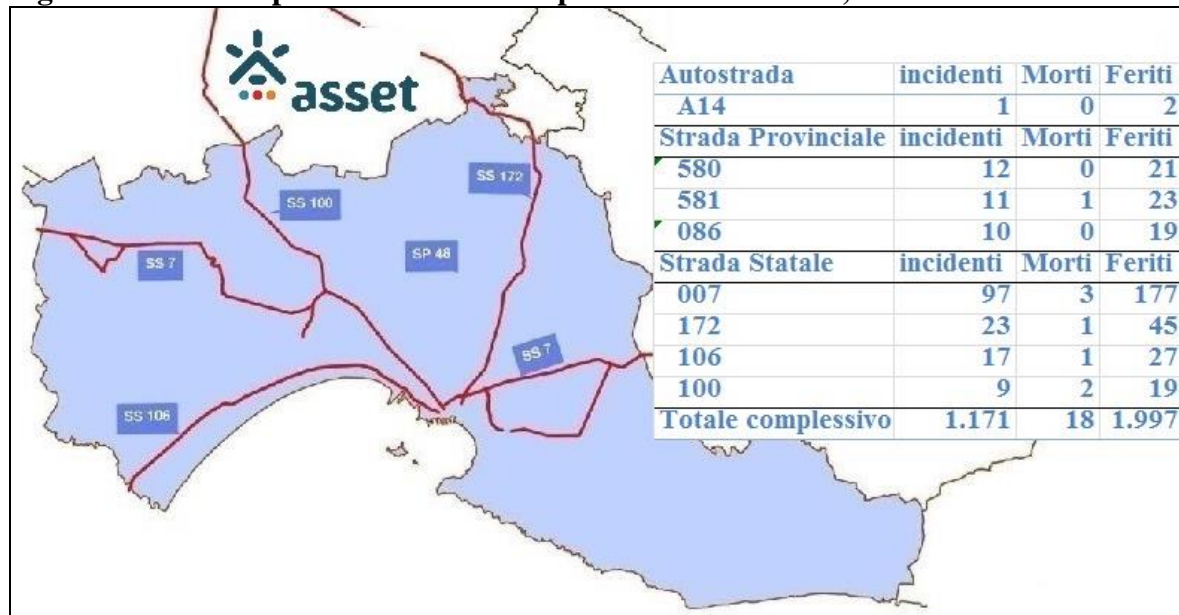 asset
SS 172
SS 100
SP 48
SS 7
SS 7
SS 106
Autostrada incidenti Morti Feriti
A14 1 0 2
Strada Provinciale incidenti Morti Feriti
580 12 0 21
581 11 1 23
086 10 0 19
Strada Statale incidenti Morti Feriti
007 97 3 177
172 23 1 45
106 17 1 27
100 9 2 19
Totale complessivo 1.171 18 1.997